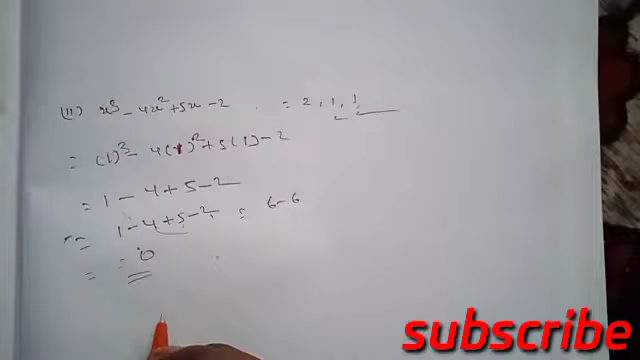 (ii) x³ - 4x² + 5x - 2 . = 2, 1, 1,
= (1)³ - 4(1)² + 5(1) - 2
= 1 - 4 + 5 - 2
= 1 - 4 + 5 - 2 = 6 - 6
= = 0
subscribe